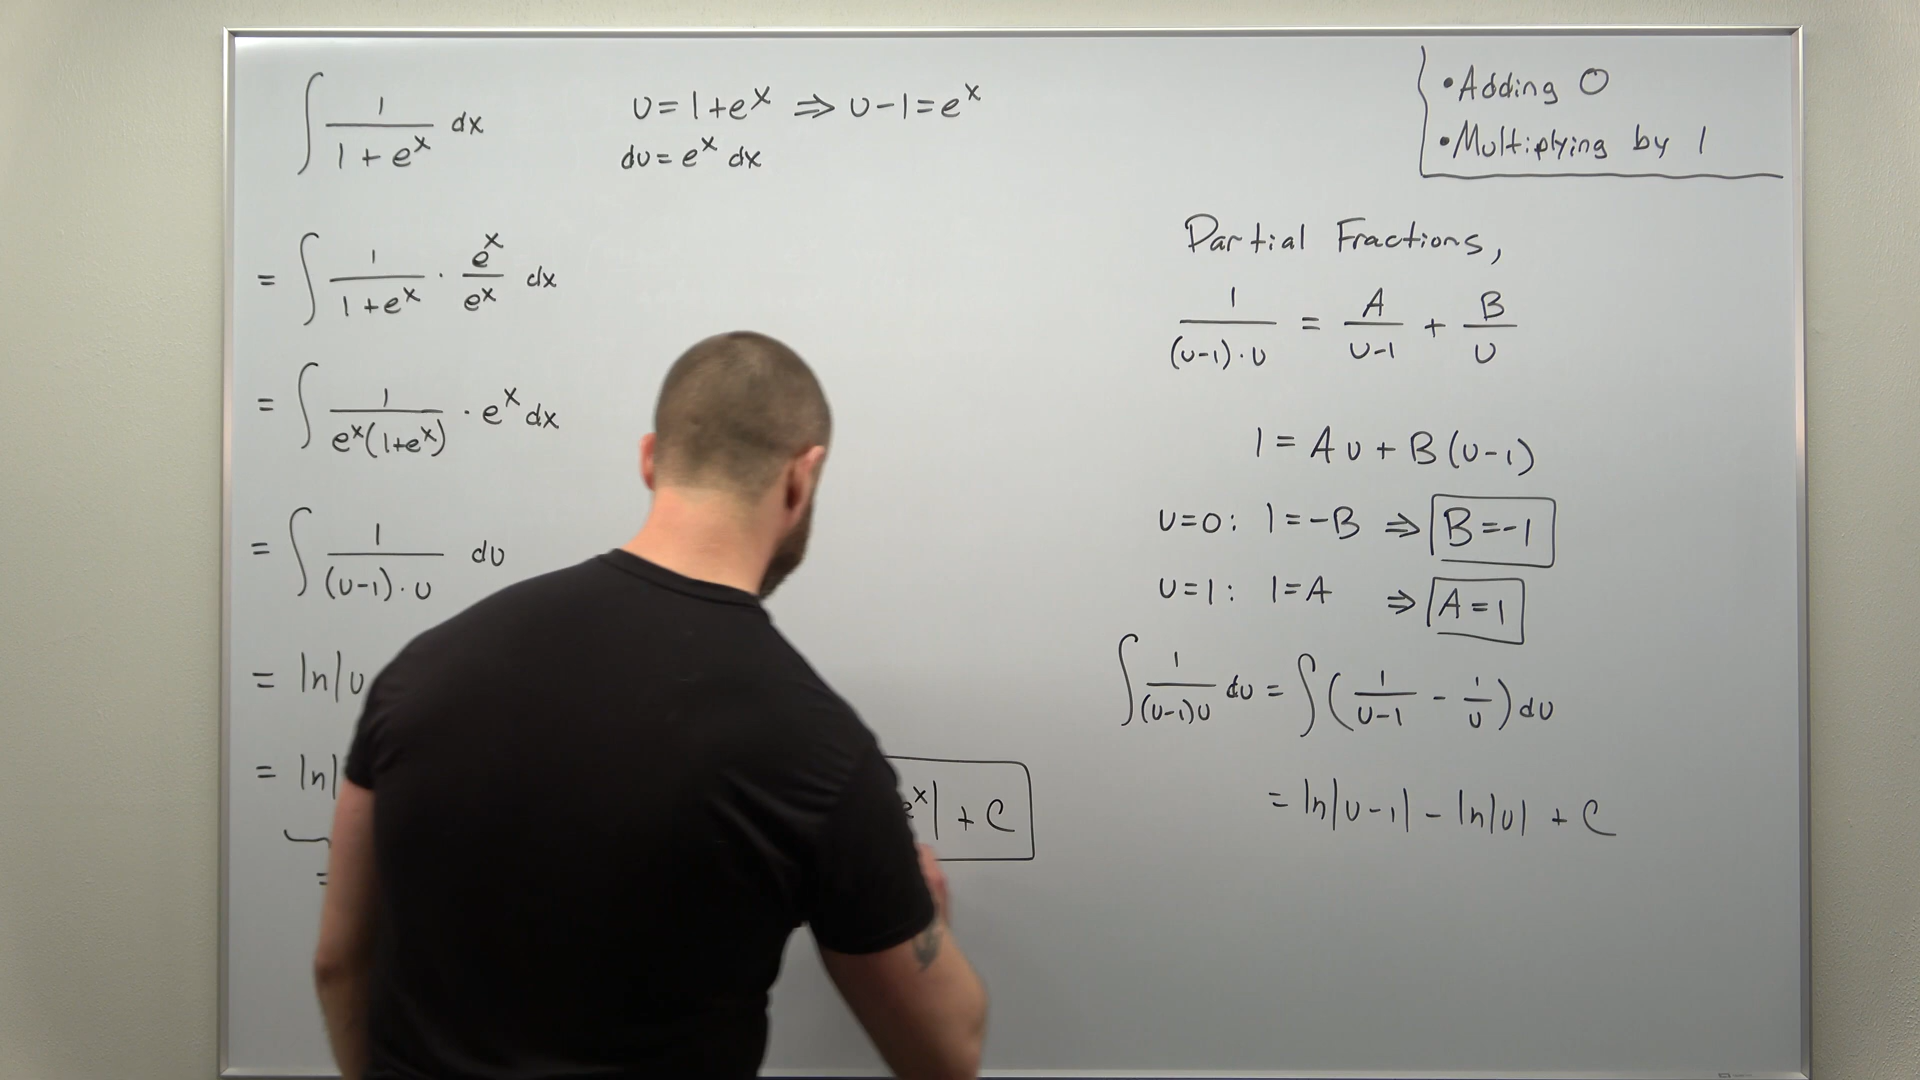 ∫ 1/(1 + e^x) dx
u = 1 + e^x ⇒ u - 1 = e^x
du = e^x dx
= ∫ 1/(1 + e^x) · e^x/e^x dx
= ∫ 1/(e^x(1+e^x)) · e^x dx
= ∫ 1/((u-1)·u) du
= ln|u
= ln|
e^x| + C
=
• Adding 0
• Multiplying by 1
Partial Fractions,
1/((u-1)·u) = A/(u-1) + B/u
1 = Au + B(u-1)
u=0: 1=-B ⇒ B=-1
u=1: 1=A ⇒ A=1
∫ 1/((u-1)u) du = ∫ (1/(u-1) - 1/u) du
= ln|u-1| - ln|u| + C